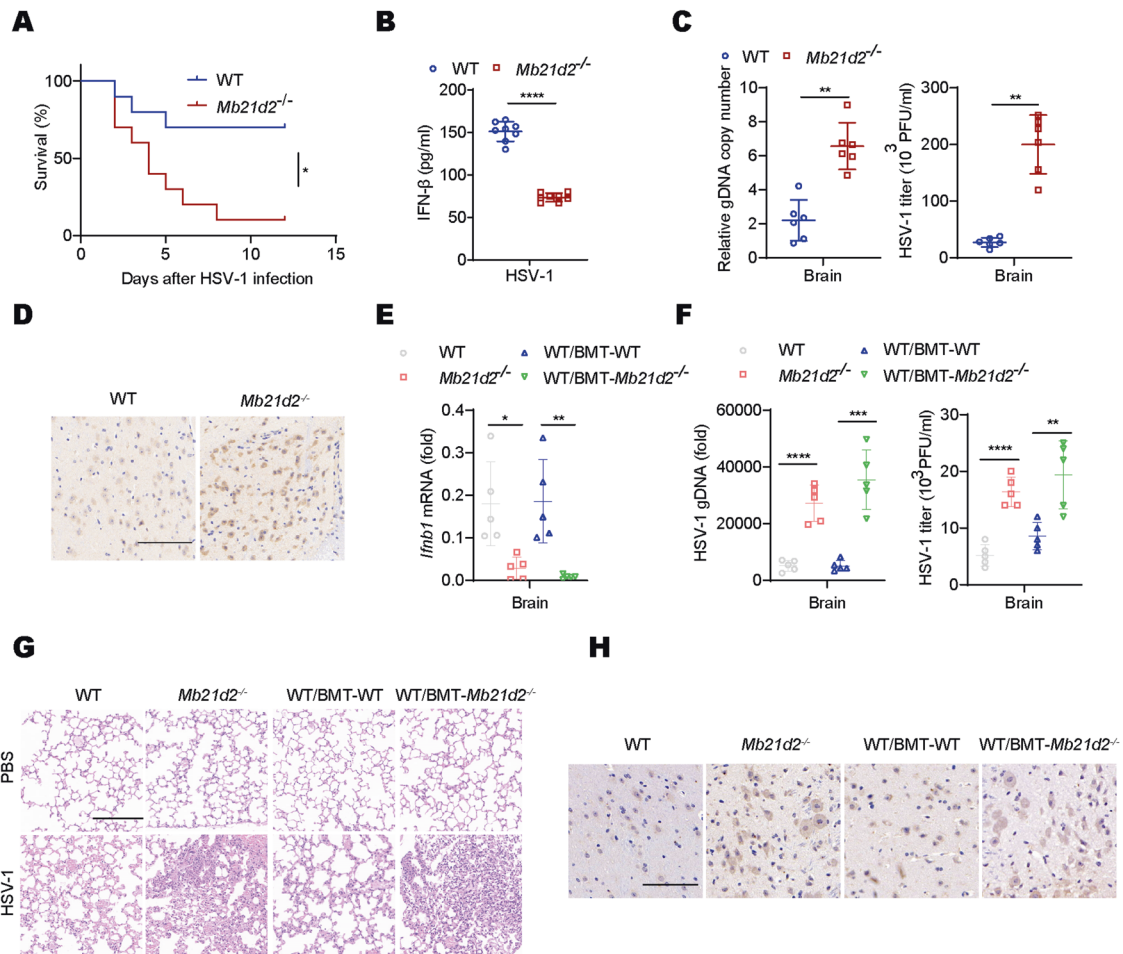 A
WT
Mb21d2-/-
Survival (%)
100
50
0
0 5 10 15
*
Days after HSV-1 infection
B
WT Mb21d2-/-
IFN-β (pg/ml)
200
150
100
50
0
****
HSV-1
C
WT Mb21d2-/-
Relative gDNA copy number
10
8
6
4
2
0
**
Brain
HSV-1 titer (10³ PFU/ml)
300
200
100
0
**
Brain
D
WT Mb21d2-/-
E
WT WT/BMT-WT
Mb21d2-/- WT/BMT-Mb21d2-/-
Ifnb1 mRNA (fold)
0.4
0.3
0.2
0.1
0.0
* **
Brain
F
WT WT/BMT-WT
Mb21d2-/- WT/BMT-Mb21d2-/-
HSV-1 gDNA (fold)
60000
40000
20000
0
**** ***
Brain
HSV-1 titer (10³PFU/ml)
30
20
10
0
**** **
Brain
G
WT Mb21d2-/- WT/BMT-WT WT/BMT-Mb21d2-/-
PBS
HSV-1
H
WT Mb21d2-/- WT/BMT-WT WT/BMT-Mb21d2-/-